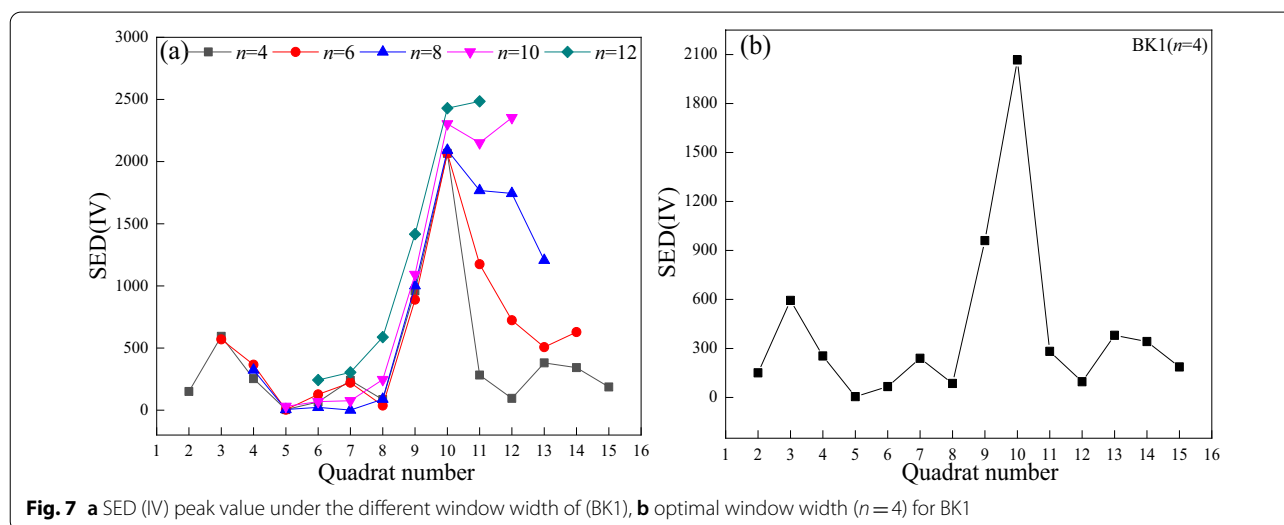 (a) n=4 n=6 n=8 n=10 n=12
3000
2500
2000
1500
1000
500
0
SED(IV)
1 2 3 4 5 6 7 8 9 10 11 12 13 14 15 16
Quadrat number
(b) BK1(n=4)
2100
1800
1500
1200
900
600
300
0
SED(IV)
1 2 3 4 5 6 7 8 9 10 11 12 13 14 15 16
Quadrat number
Fig. 7 a SED (IV) peak value under the different window width of (BK1), b optimal window width (n = 4) for BK1